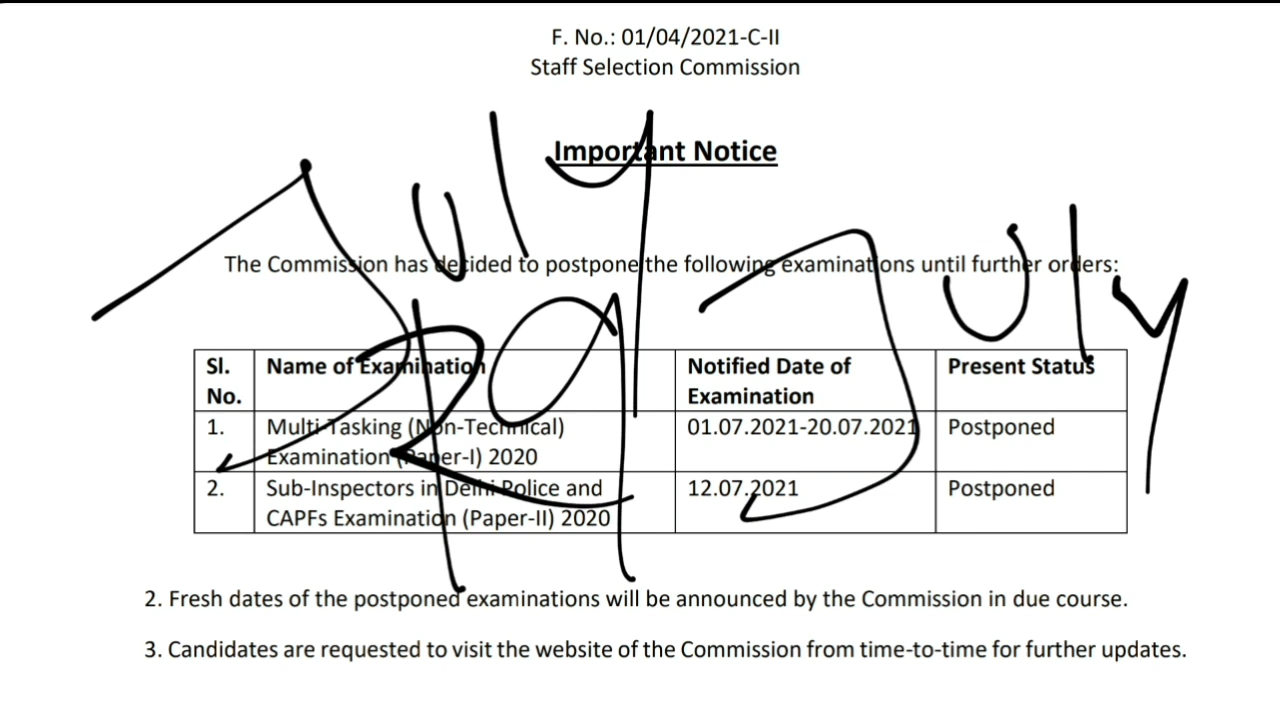 F. No.: 01/04/2021-C-II
Staff Selection Commission
Important Notice
The Commission has decided to postpone the following examinations until further orders:
Sl. No. Name of Examination Notified Date of Examination Present Status
1. Multi-Tasking (Non-Technical) Examination (Paper-I) 2020 01.07.2021-20.07.2021 Postponed
2. Sub-Inspectors in Delhi Police and CAPFs Examination (Paper-II) 2020 12.07.2021 Postponed
2. Fresh dates of the postponed examinations will be announced by the Commission in due course.
3. Candidates are requested to visit the website of the Commission from time-to-time for further updates.
July
July